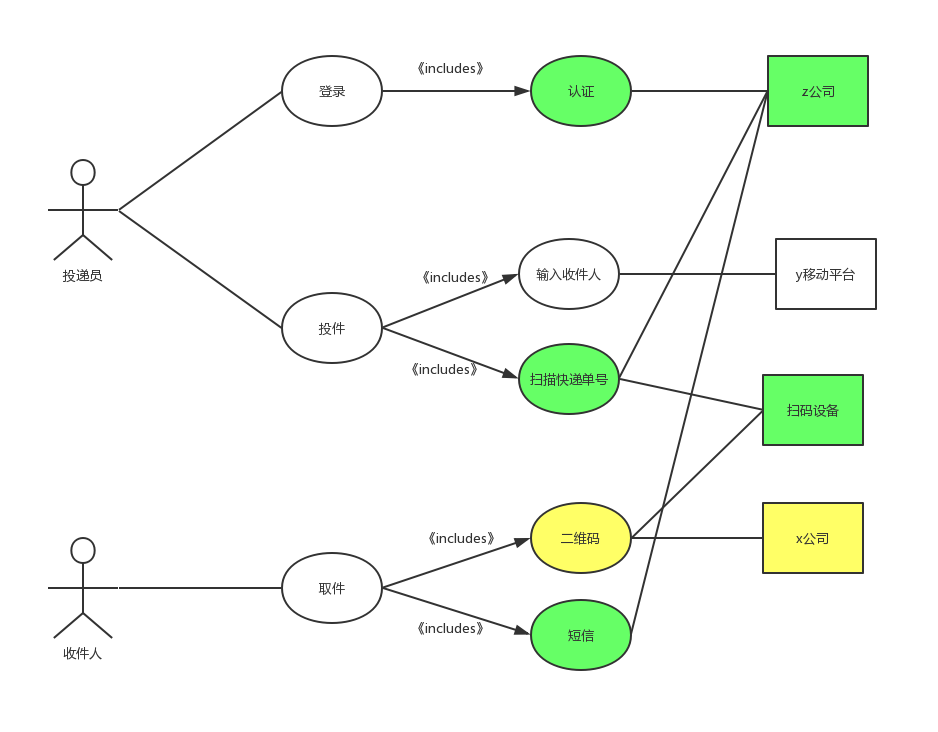 《includes》
登录
认证
z公司
投递员
《includes》
输入收件人
y移动平台
投件
《includes》
扫描快递单号
扫码设备
《includes》
二维码
x公司
取件
《includes》
短信
收件人